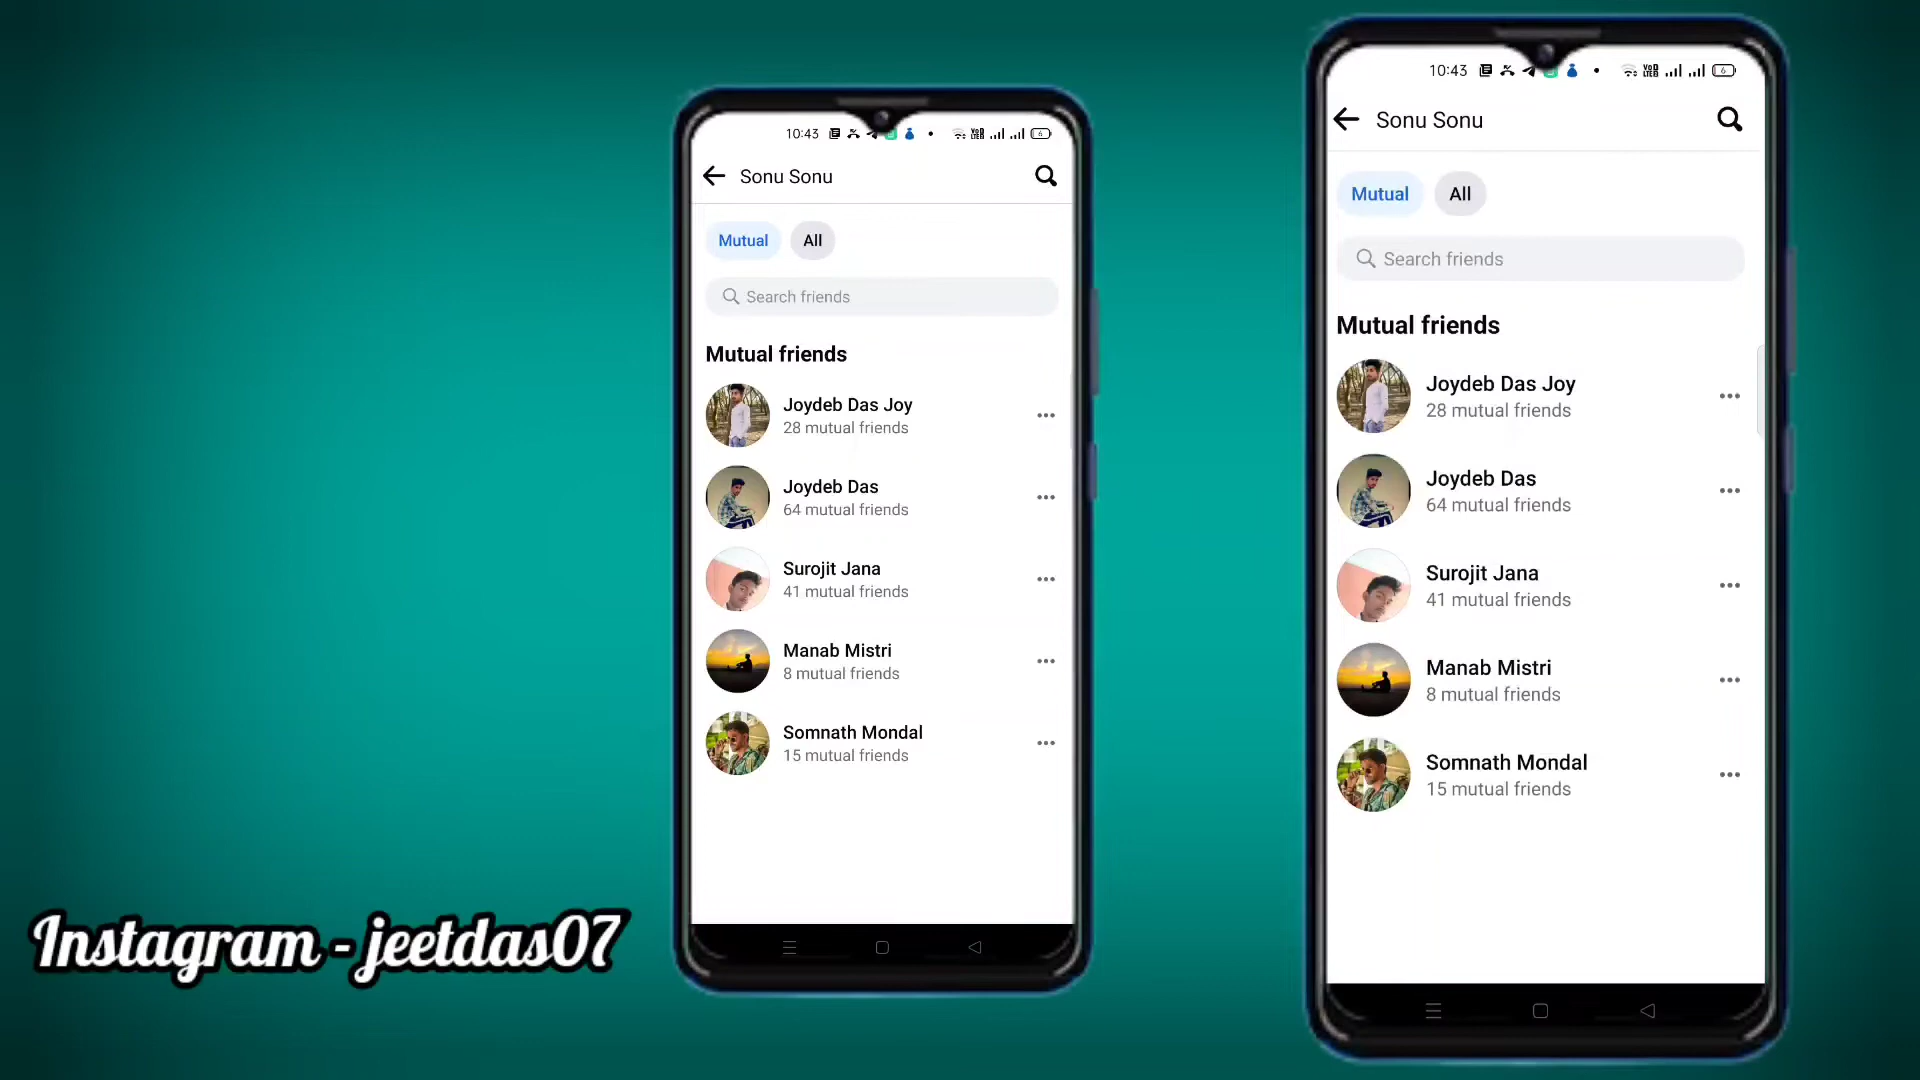 10:43
Sonu Sonu
Mutual All
Search friends
Mutual friends
Joydeb Das Joy
28 mutual friends
Joydeb Das
64 mutual friends
Surojit Jana
41 mutual friends
Manab Mistri
8 mutual friends
Somnath Mondal
15 mutual friends
10:43
Sonu Sonu
Mutual All
Search friends
Mutual friends
Joydeb Das Joy
28 mutual friends
Joydeb Das
64 mutual friends
Surojit Jana
41 mutual friends
Manab Mistri
8 mutual friends
Somnath Mondal
15 mutual friends
Instagram - jeetdas07